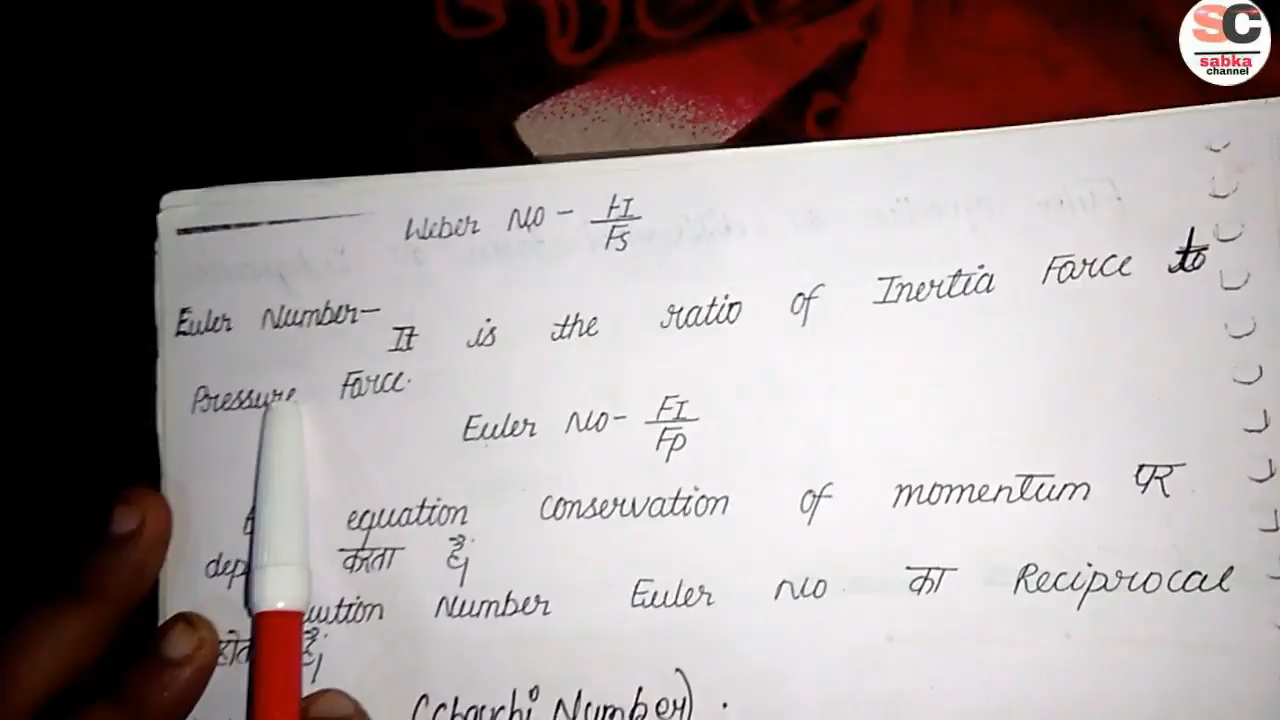 SC
sabka
channel
Weber No - FI/Fs
Euler Number- It is the ratio of Inertia Force to
Pressure Force.
Euler No - FI/Fp
equation conservation of momentum पर
करता है।
Number Euler No का Reciprocal
है।
Number) .